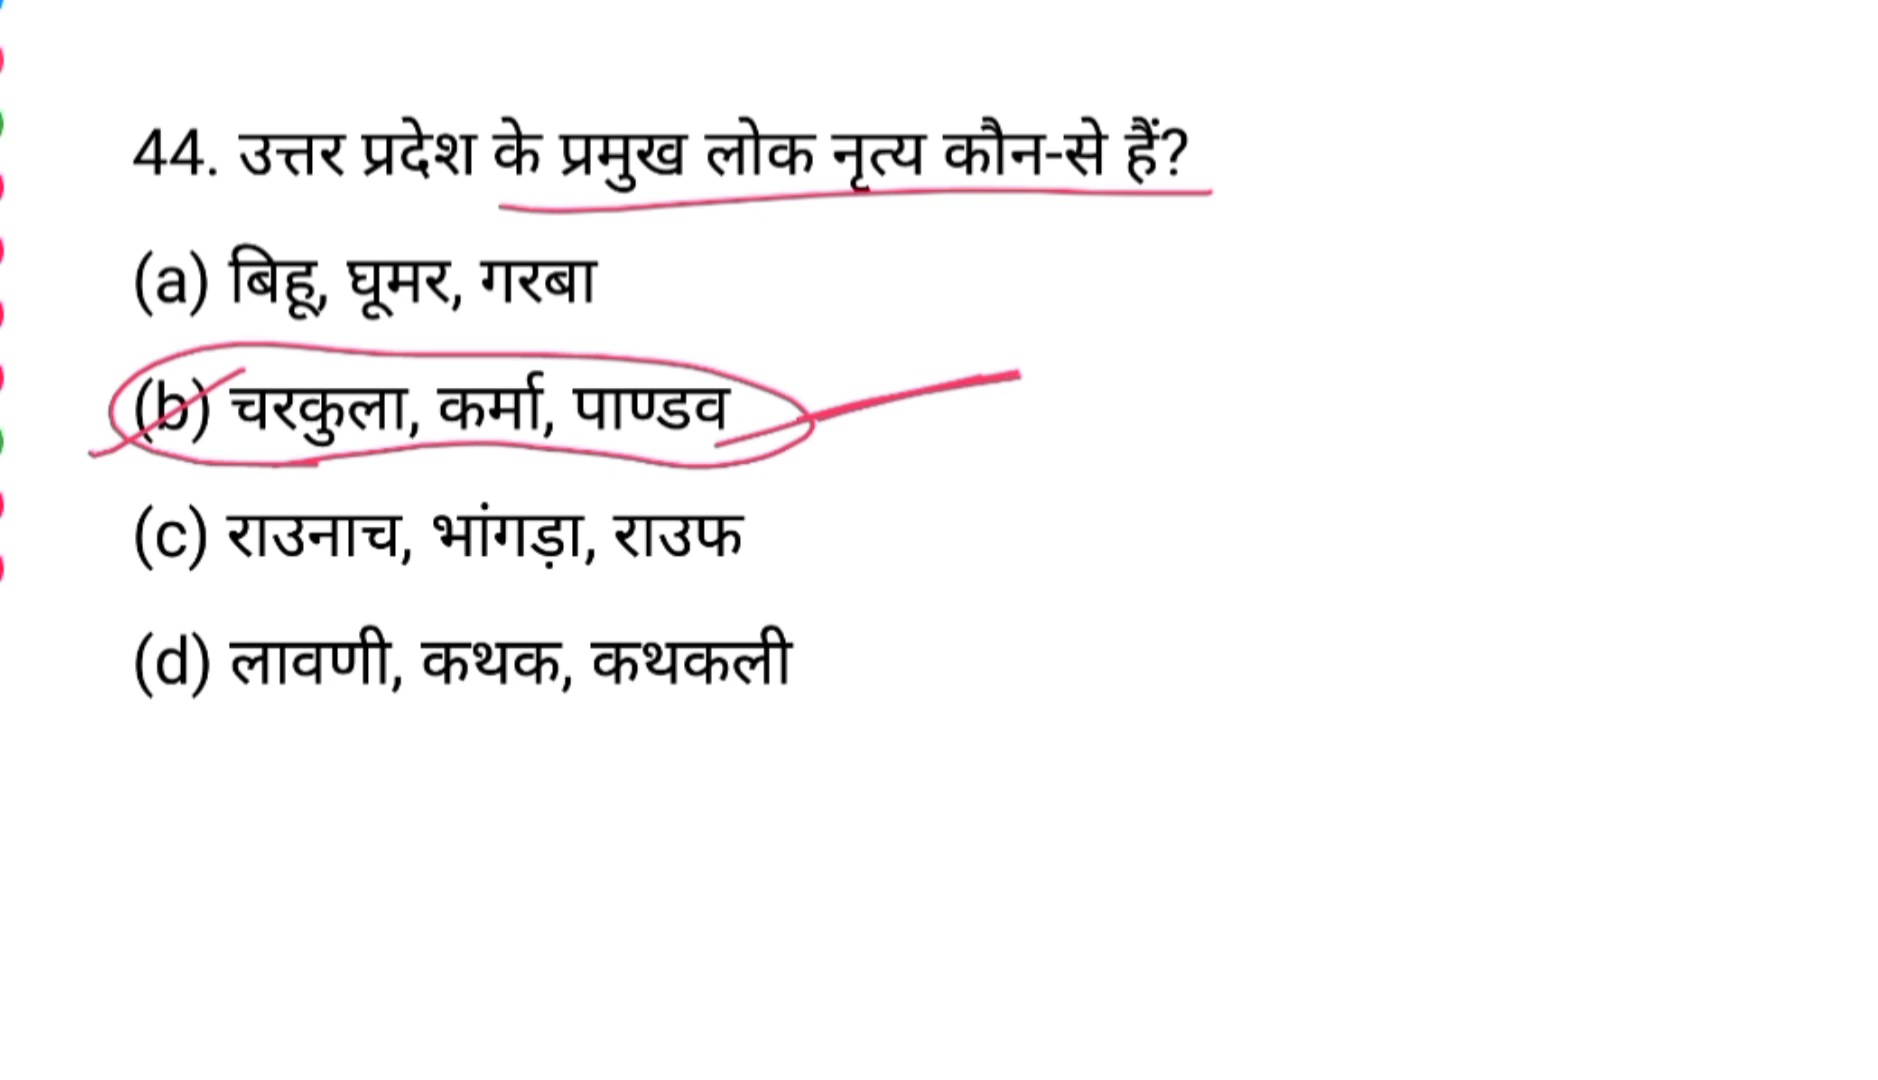 44. उत्तर प्रदेश के प्रमुख लोक नृत्य कौन-से हैं?
(a) बिहू, घूमर, गरबा
(b) चरकुला, कर्मा, पाण्डव
(c) राउनाच, भांगड़ा, राउफ
(d) लावणी, कथक, कथकली